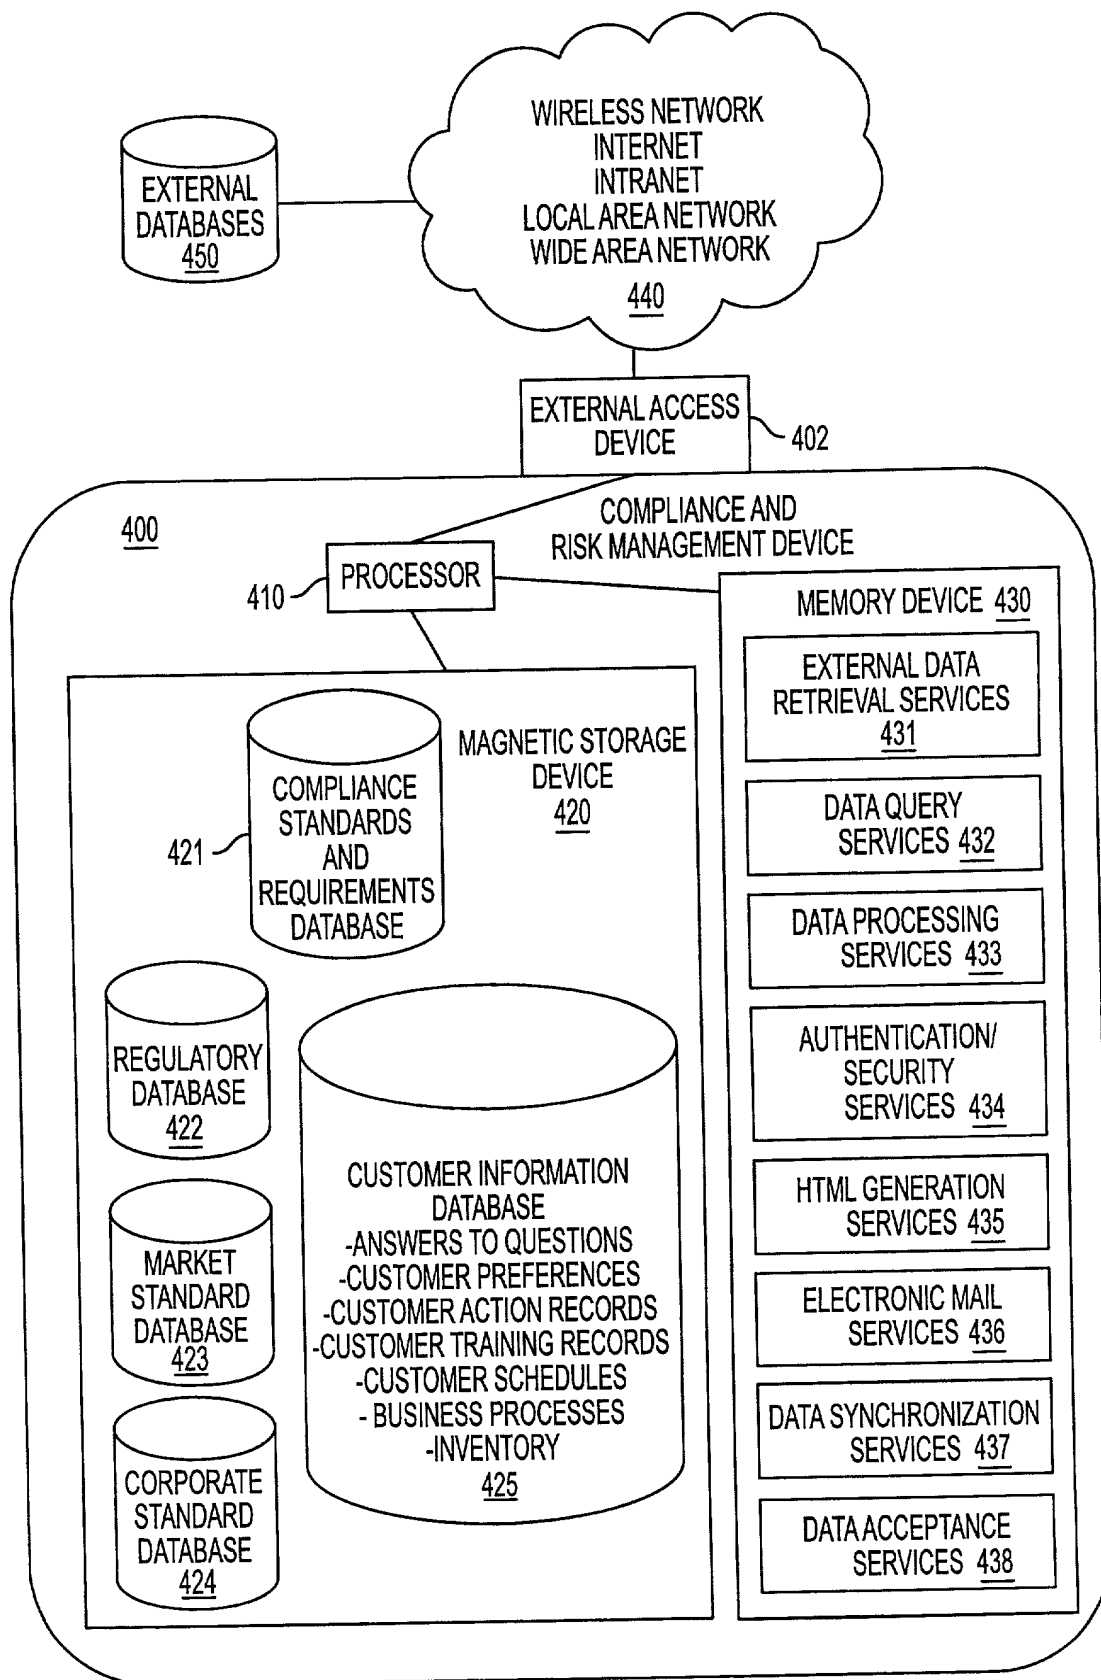 WIRELESS NETWORK
INTERNET
INTRANET
LOCAL AREA NETWORK
WIDE AREA NETWORK
440
EXTERNAL
DATABASES
450
EXTERNAL ACCESS
DEVICE
402
400
COMPLIANCE AND
RISK MANAGEMENT DEVICE
PROCESSOR
410
MAGNETIC STORAGE
DEVICE
420
COMPLIANCE
STANDARDS
AND
REQUIREMENTS
DATABASE
421
REGULATORY
DATABASE
422
MARKET
STANDARD
DATABASE
423
CORPORATE
STANDARD
DATABASE
424
CUSTOMER INFORMATION
DATABASE
-ANSWERS TO QUESTIONS
-CUSTOMER PREFERENCES
-CUSTOMER ACTION RECORDS
-CUSTOMER TRAINING RECORDS
-CUSTOMER SCHEDULES
- BUSINESS PROCESSES
-INVENTORY
425
MEMORY DEVICE 430
EXTERNAL DATA
RETRIEVAL SERVICES
431
DATA QUERY
SERVICES 432
DATA PROCESSING
SERVICES 433
AUTHENTICATION/
SECURITY
SERVICES 434
HTML GENERATION
SERVICES 435
ELECTRONIC MAIL
SERVICES 436
DATA SYNCHRONIZATION
SERVICES 437
DATA ACCEPTANCE
SERVICES 438